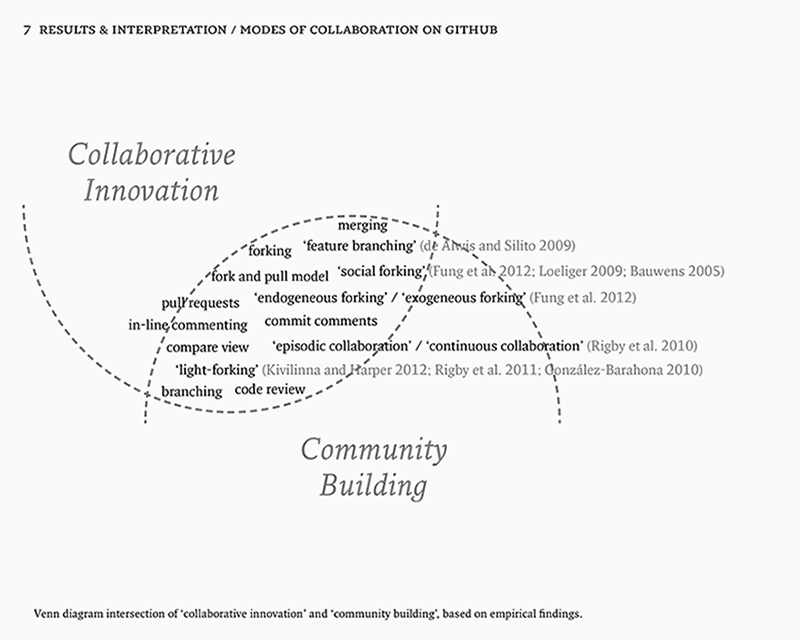 7 RESULTS & INTERPRETATION / MODES OF COLLABORATION ON GITHUB
Collaborative
Innovation
merging
forking
‘feature branching’ (de Alwis and Silito 2009)
fork and pull model
‘social forking’ (Fung et al. 2012; Loeliger 2009; Bauwens 2005)
pull requests
‘endogeneous forking’ / ‘exogeneous forking’ (Fung et al. 2012)
in-line commenting
commit comments
compare view
‘episodic collaboration’ / ‘continuous collaboration’ (Rigby et al. 2010)
‘light-forking’ (Kivilinna and Harper 2012; Rigby et al. 2011; González-Barahona 2010)
branching
code review
Community
Building
Venn diagram intersection of ‘collaborative innovation’ and ‘community building’, based on empirical findings.